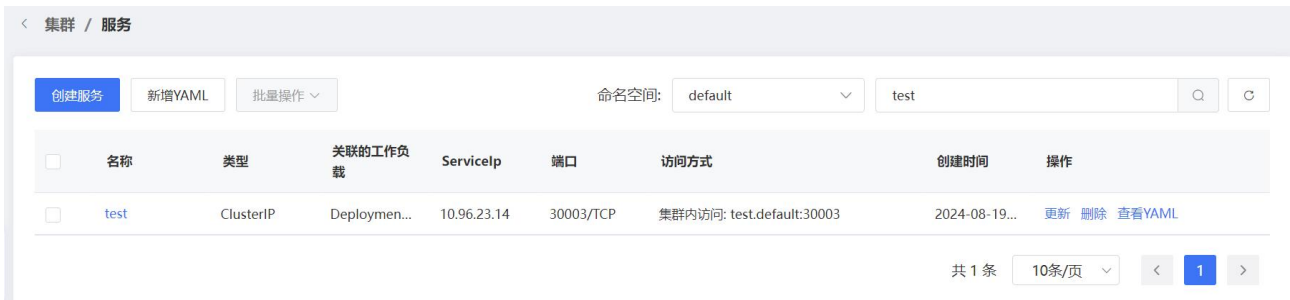 集群 / 服务
创建服务 新增YAML 批量操作 命名空间: default test
名称 类型 关联的工作负载 ServiceIp 端口 访问方式 创建时间 操作
test ClusterIP Deploymen... 10.96.23.14 30003/TCP 集群内访问: test.default:30003 2024-08-19... 更新 删除 查看YAML
共 1 条 10条/页 1